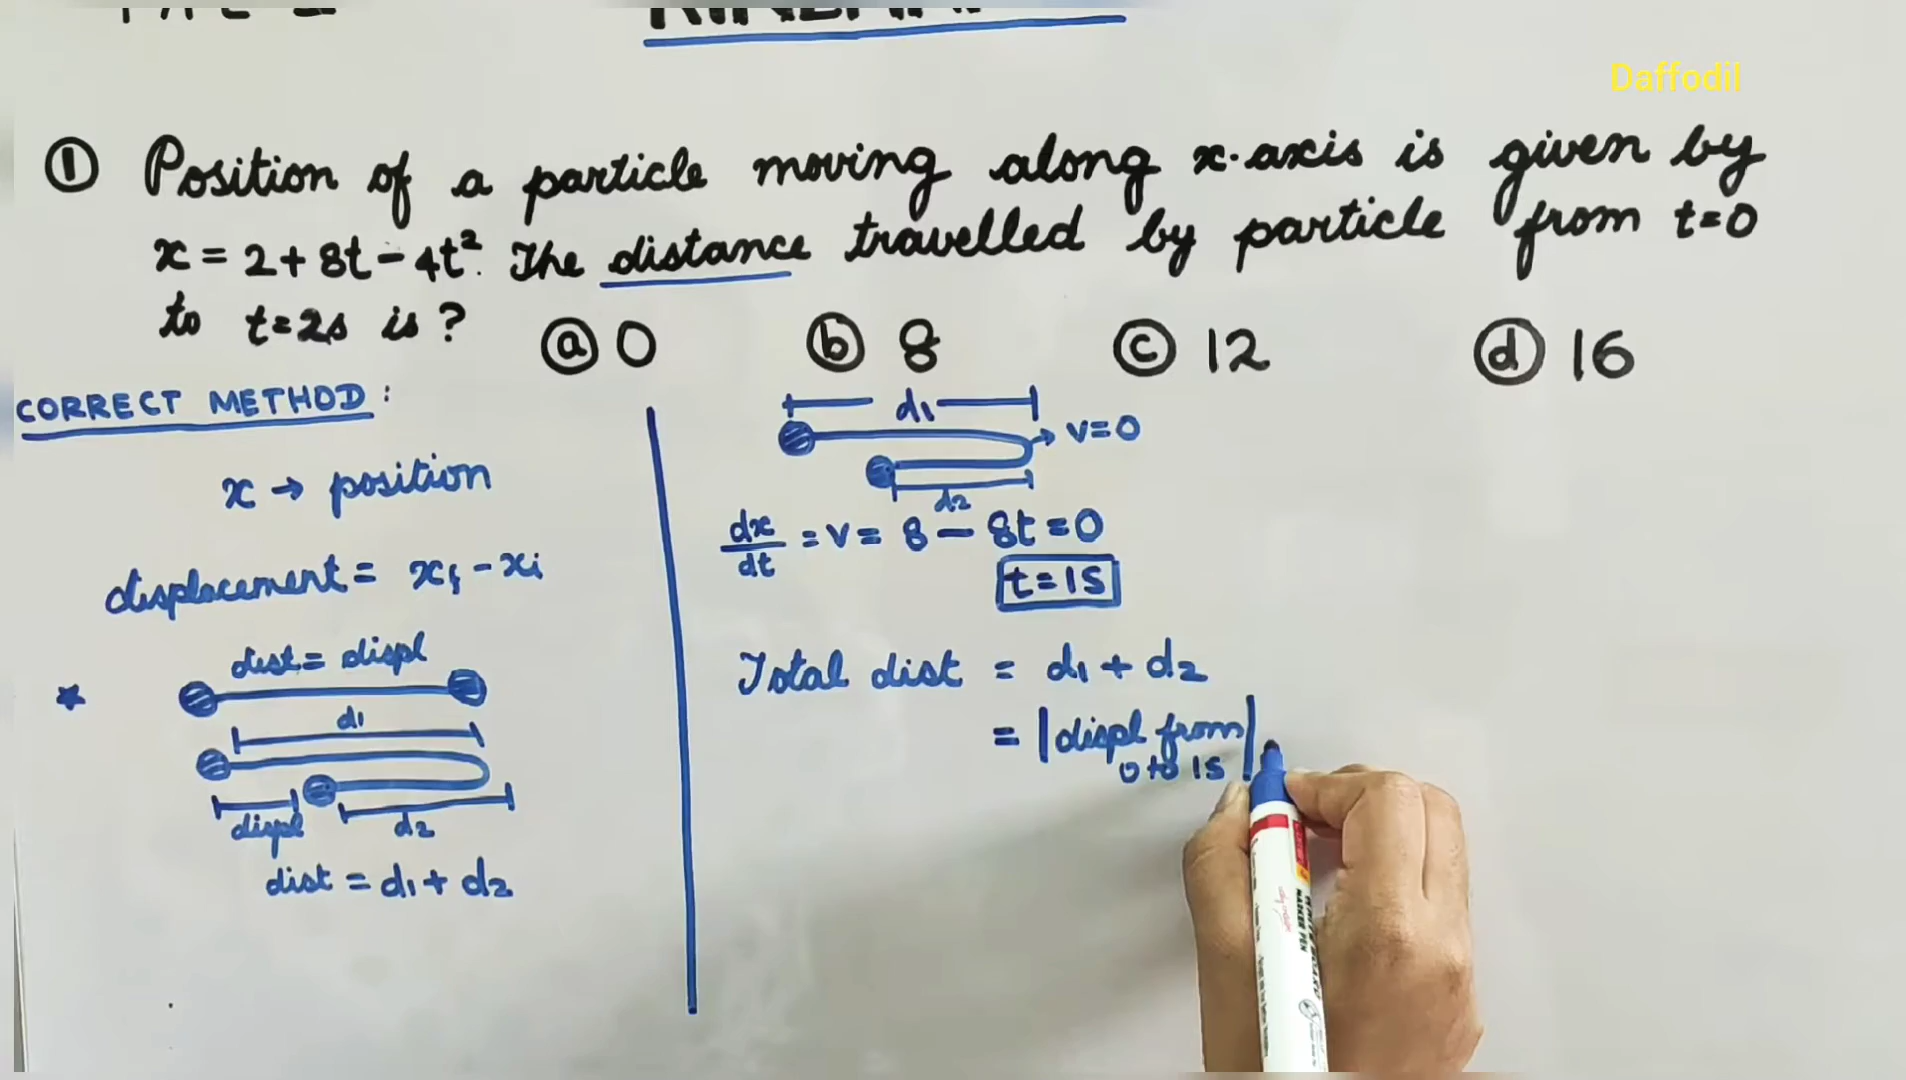 Daffodil
① Position of a particle moving along x-axis is given by
x = 2 + 8t - 4t². The distance travelled by particle from t=0
to t=2s is ?
ⓐ 0 ⓑ 8 ⓒ 12 ⓓ 16
CORRECT METHOD :
x → position
displacement = xf - xi
dist = displ
d1
displ
d2
dist = d1 + d2
d1
v=0
d2
dx/dt = v = 8 - 8t = 0
t = 1s
Total dist = d1 + d2
= |displ from|
0 to 1s